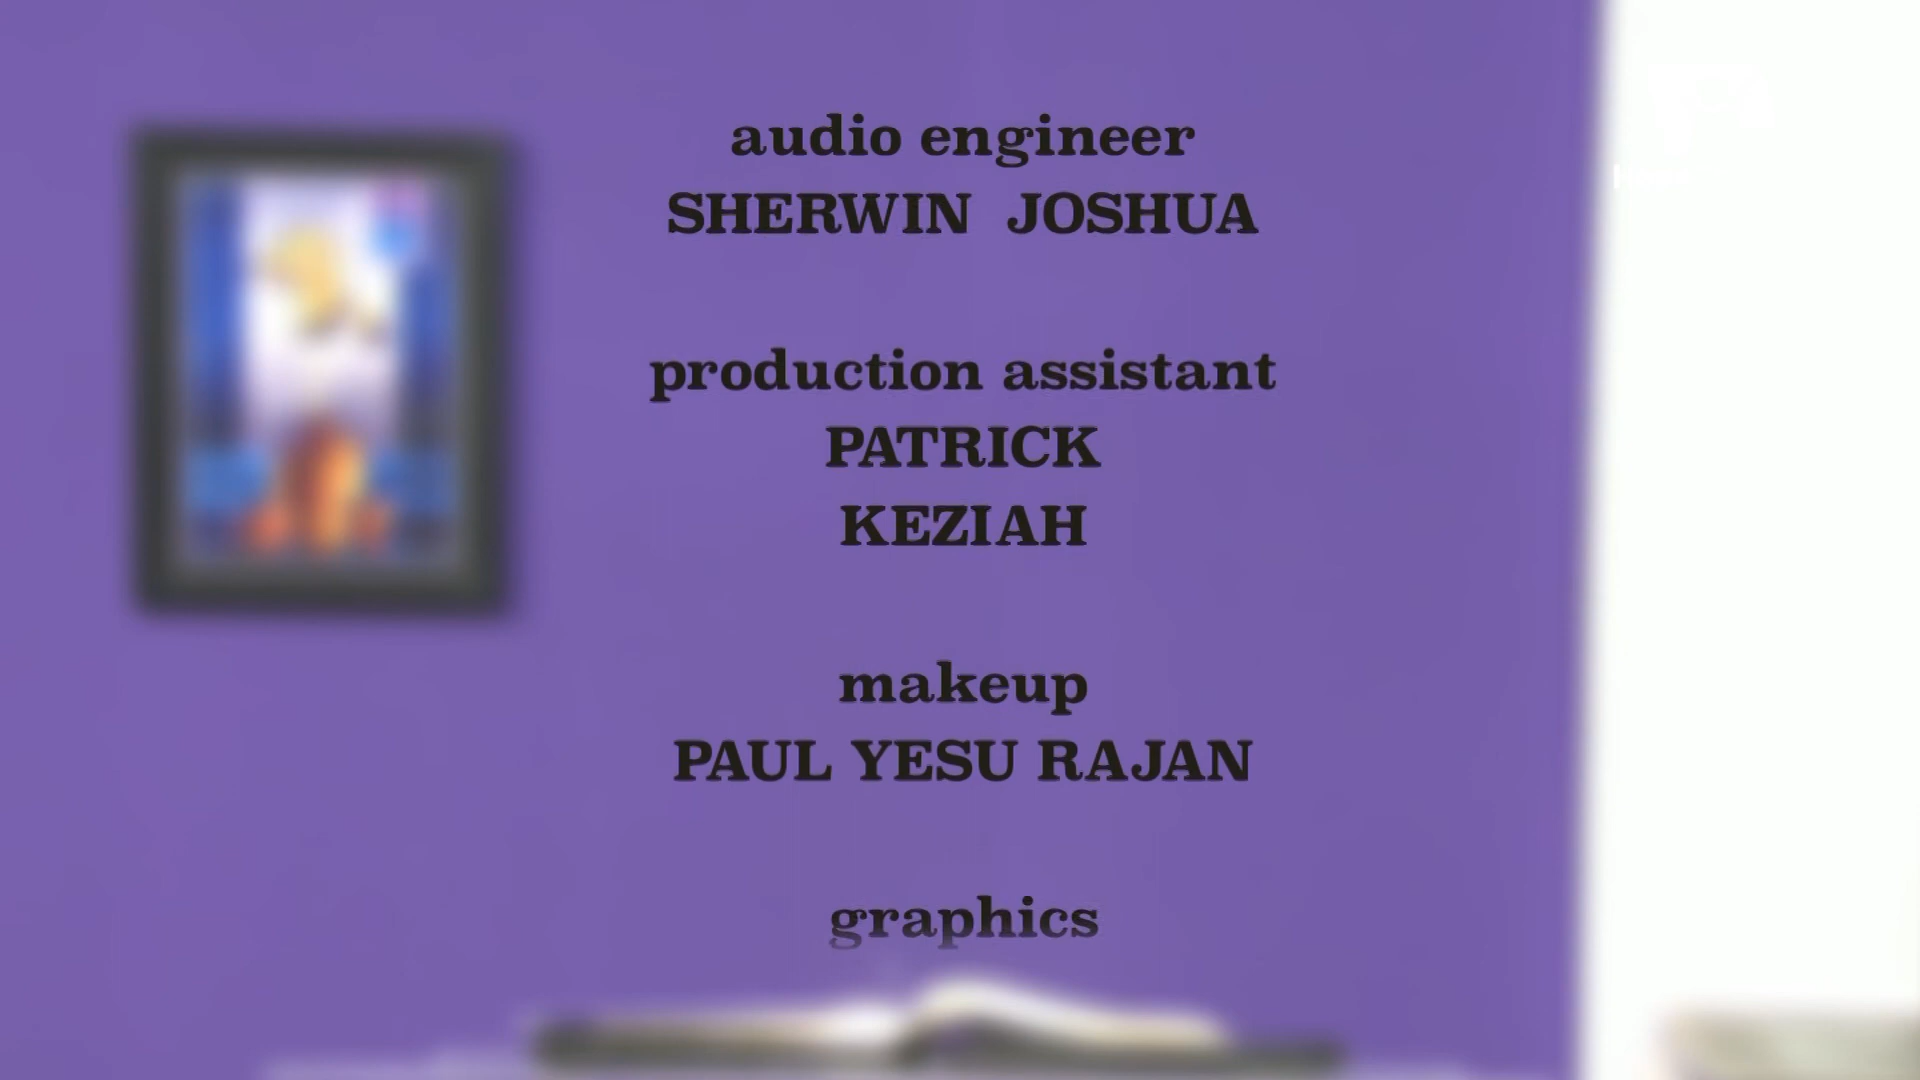 audio engineer
SHERWIN JOSHUA
production assistant
PATRICK
KEZIAH
makeup
PAUL YESU RAJAN
graphics